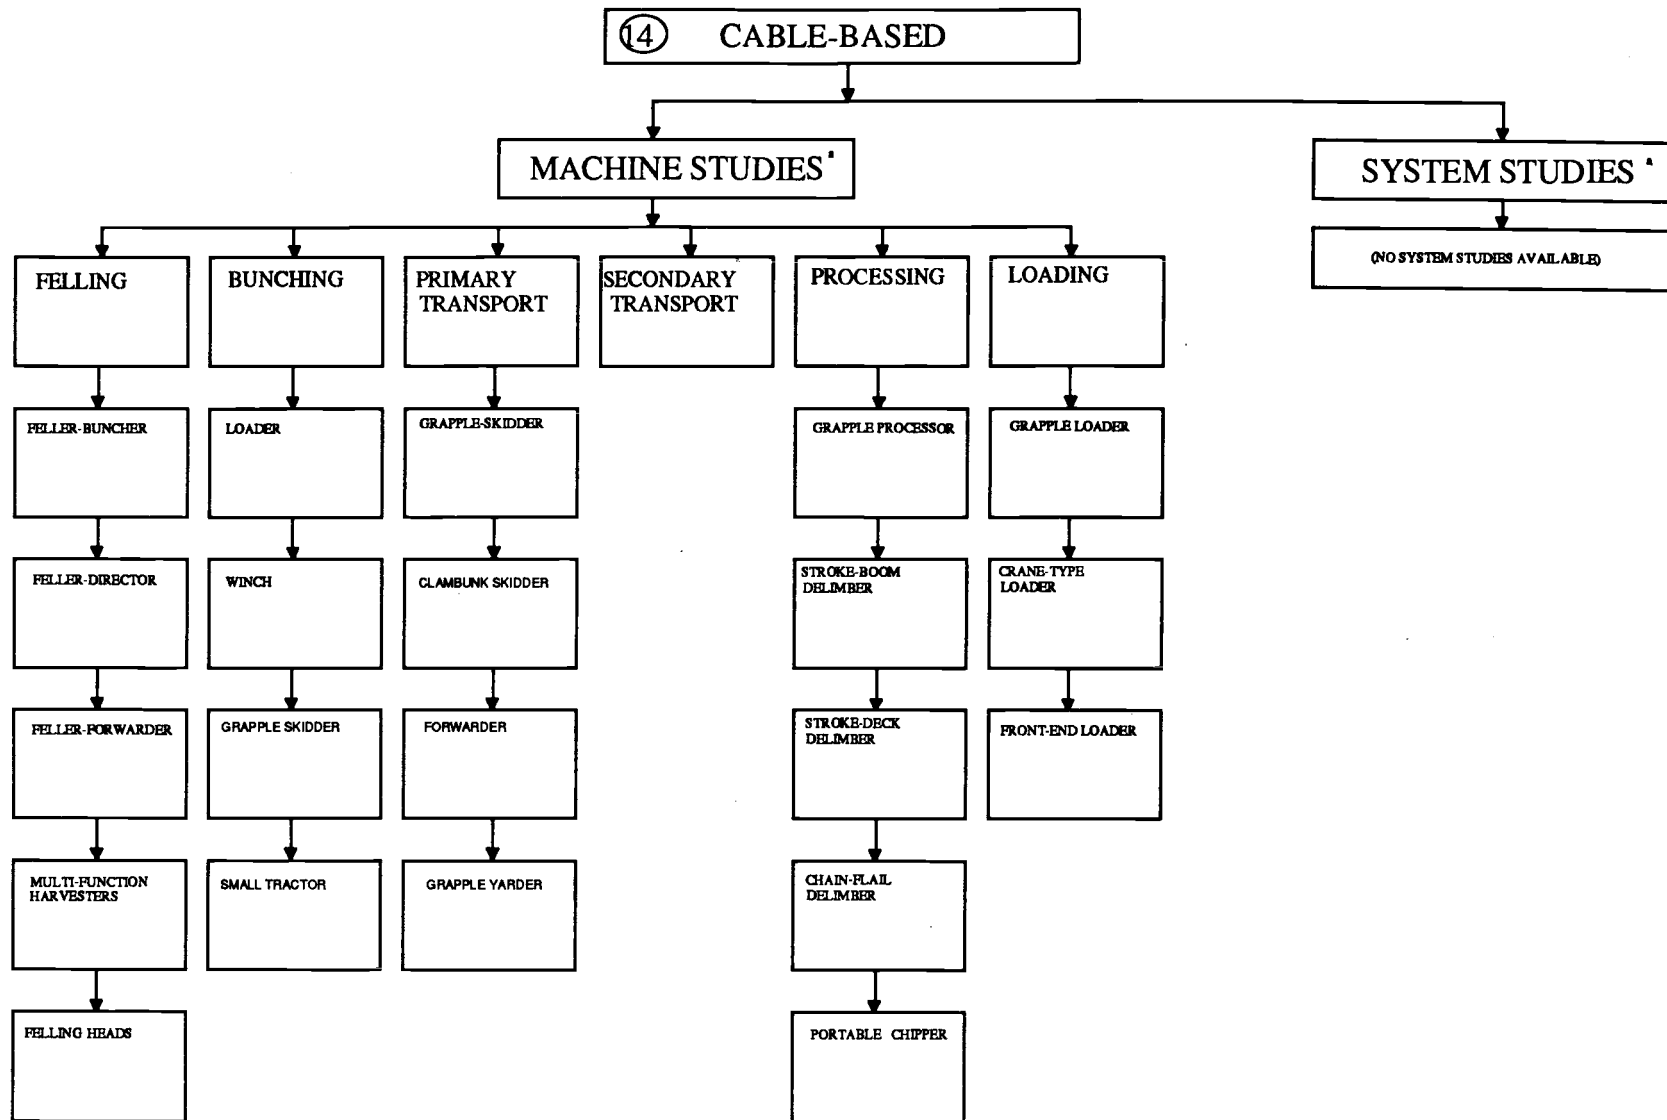 14 CABLE-BASED
MACHINE STUDIES a
SYSTEM STUDIES a
(NO SYSTEM STUDIES AVAILABLE)
FELLING
BUNCHING
PRIMARY
TRANSPORT
SECONDARY
TRANSPORT
PROCESSING
LOADING
FELLER-BUNCHER
LOADER
GRAPPLE-SKIDDER
GRAPPLE PROCESSOR
GRAPPLE LOADER
FELLER-DIRECTOR
WINCH
CLAMBUNK SKIDDER
STROKE-BOOM
DELIMBER
CRANE-TYPE
LOADER
FELLER-FORWARDER
GRAPPLE SKIDDER
FORWARDER
STROKE-DECK
DELIMBER
FRONT-END LOADER
MULTI-FUNCTION
HARVESTERS
SMALL TRACTOR
GRAPPLE YARDER
CHAIN-FLAIL
DELIMBER
FELLING HEADS
PORTABLE CHIPPER